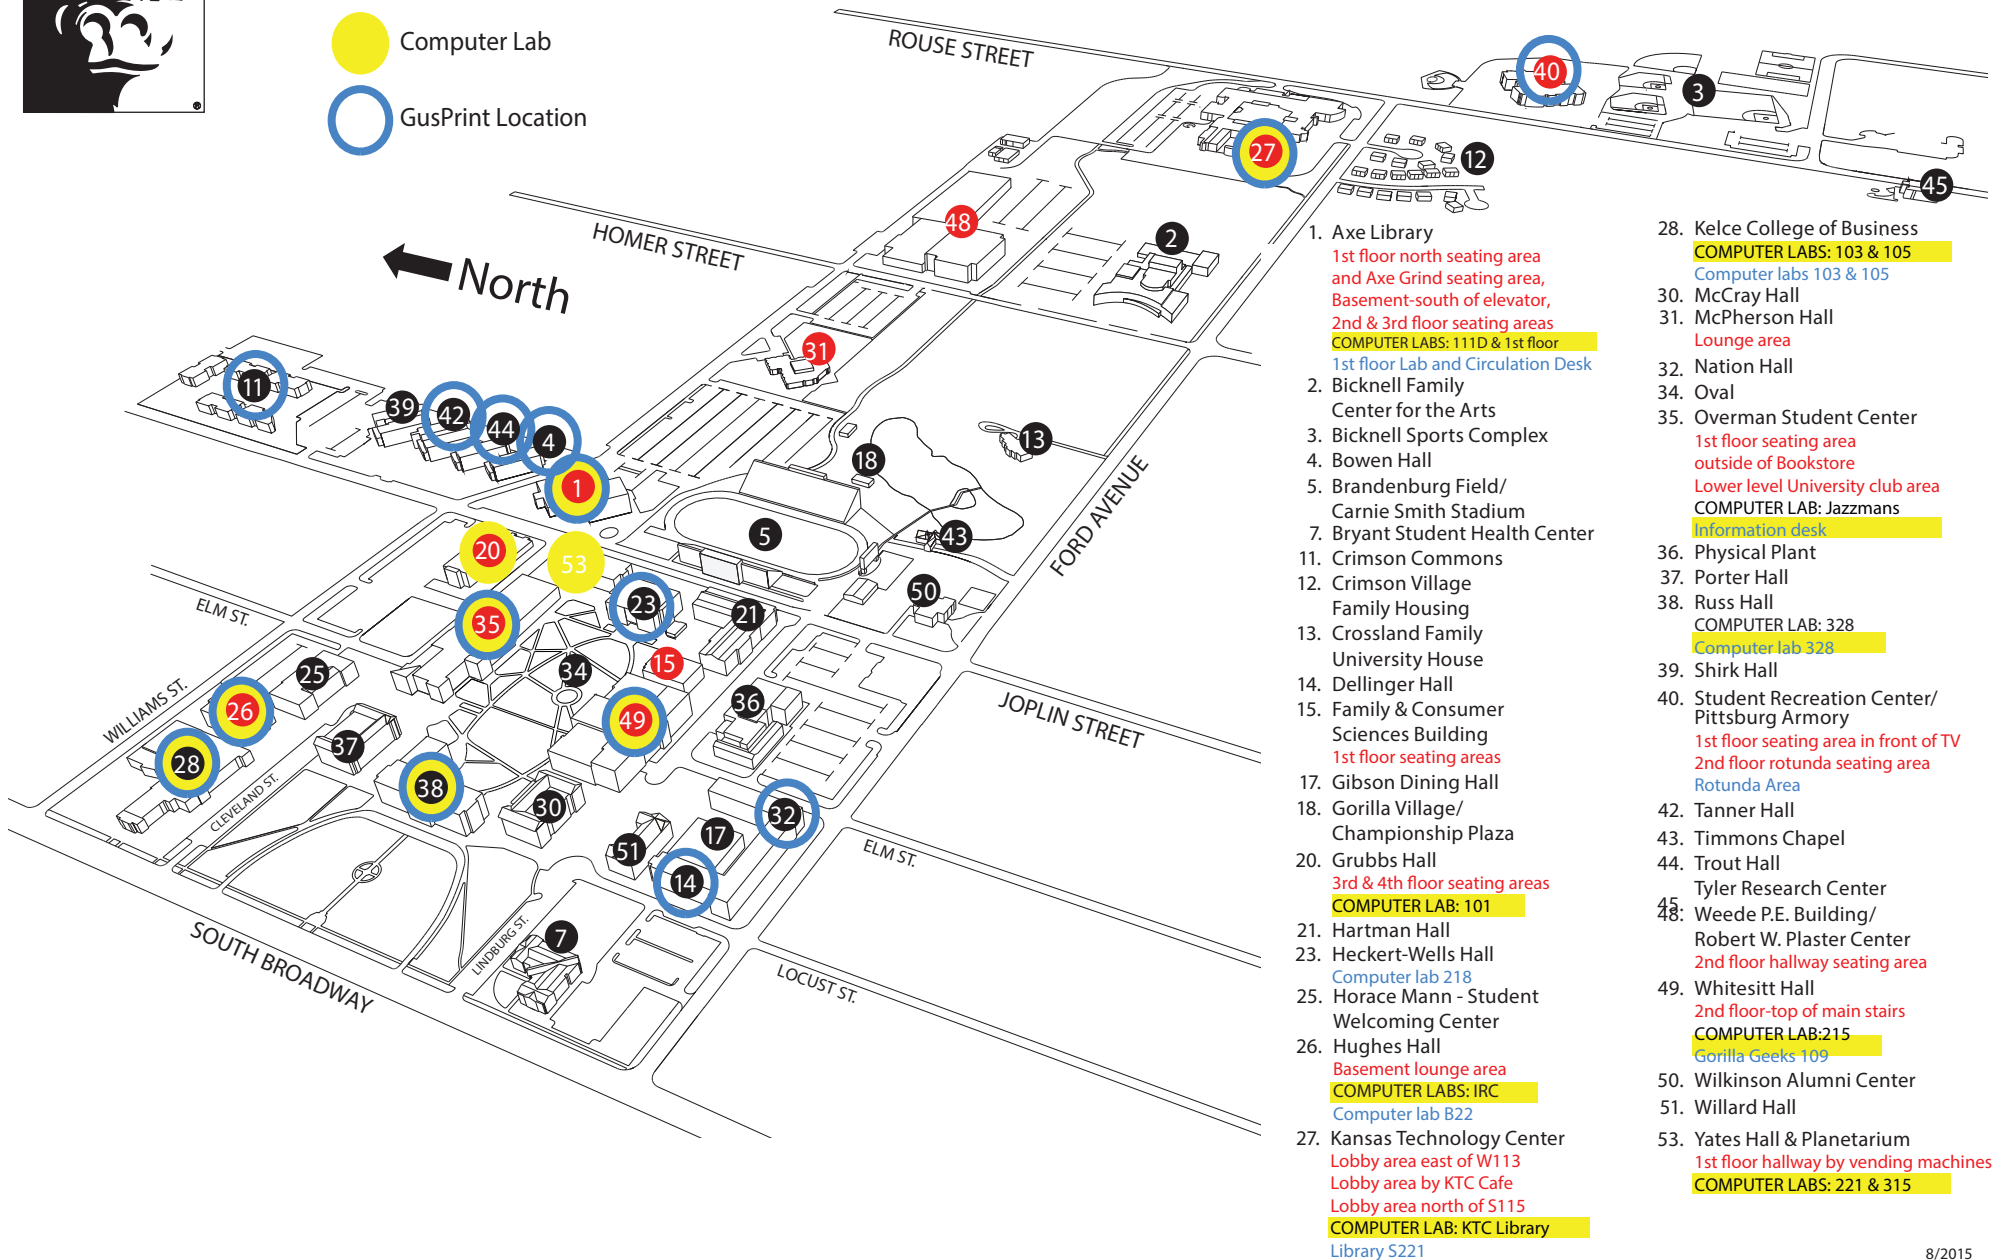 Computer Lab
GusPrint Location
®
ROUSE STREET
HOMER STREET
North
FORD AVENUE
JOPLIN STREET
ELM ST.
WILLIAMS ST.
CLEVELAND ST.
LINDBURG ST.
SOUTH BROADWAY
ELM ST.
LOCUST ST.
40
3
27
12
45
48
2
31
11
39
42
44
4
1
18
13
5
43
20
53
50
23
21
35
34
15
25
26
49
36
37
28
38
30
32
51
17
14
7
1. Axe Library
1st floor north seating area
and Axe Grind seating area,
Basement-south of elevator,
2nd & 3rd floor seating areas
COMPUTER LABS: 111D & 1st floor
1st floor Lab and Circulation Desk
2. Bicknell Family
Center for the Arts
3. Bicknell Sports Complex
4. Bowen Hall
5. Brandenburg Field/
Carnie Smith Stadium
7. Bryant Student Health Center
11. Crimson Commons
12. Crimson Village
Family Housing
13. Crossland Family
University House
14. Dellinger Hall
15. Family & Consumer
Sciences Building
1st floor seating areas
17. Gibson Dining Hall
18. Gorilla Village/
Championship Plaza
20. Grubbs Hall
3rd & 4th floor seating areas
COMPUTER LAB: 101
21. Hartman Hall
23. Heckert-Wells Hall
Computer lab 218
25. Horace Mann - Student
Welcoming Center
26. Hughes Hall
Basement lounge area
COMPUTER LABS: IRC
Computer lab B22
27. Kansas Technology Center
Lobby area east of W113
Lobby area by KTC Cafe
Lobby area north of S115
COMPUTER LAB: KTC Library
Library S221
28. Kelce College of Business
COMPUTER LABS: 103 & 105
Computer labs 103 & 105
30. McCray Hall
31. McPherson Hall
Lounge area
32. Nation Hall
34. Oval
35. Overman Student Center
1st floor seating area
outside of Bookstore
Lower level University club area
COMPUTER LAB: Jazzmans
Information desk
36. Physical Plant
37. Porter Hall
38. Russ Hall
COMPUTER LAB: 328
Computer lab 328
39. Shirk Hall
40. Student Recreation Center/
Pittsburg Armory
1st floor seating area in front of TV
2nd floor rotunda seating area
Rotunda Area
42. Tanner Hall
43. Timmons Chapel
44. Trout Hall
Tyler Research Center
45.
48. Weede P.E. Building/
Robert W. Plaster Center
2nd floor hallway seating area
49. Whitesitt Hall
2nd floor-top of main stairs
COMPUTER LAB:215
Gorilla Geeks 109
50. Wilkinson Alumni Center
51. Willard Hall
53. Yates Hall & Planetarium
1st floor hallway by vending machines
COMPUTER LABS: 221 & 315
8/2015